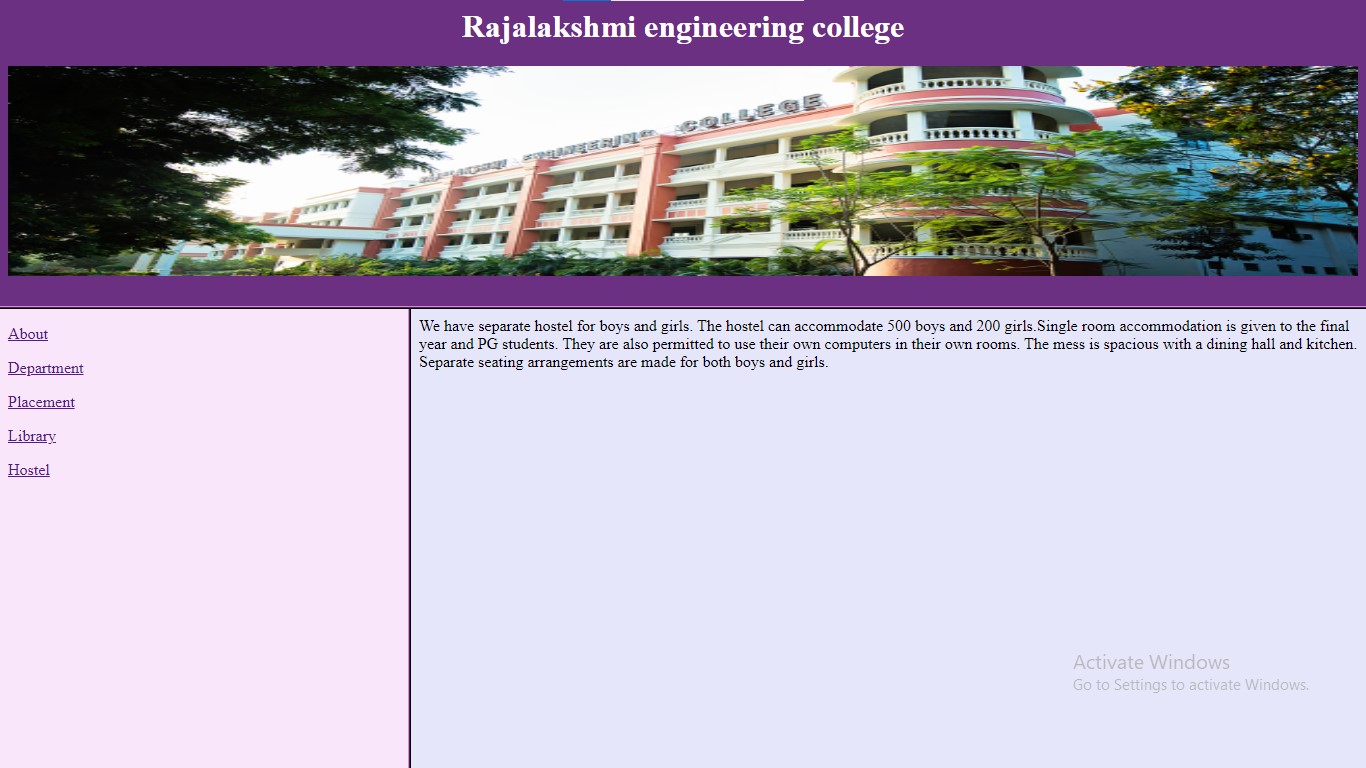 Rajalakshmi engineering college
ENGINEERING COLLEGE
About
Department
Placement
Library
Hostel
We have separate hostel for boys and girls. The hostel can accommodate 500 boys and 200 girls.Single room accommodation is given to the final
year and PG students. They are also permitted to use their own computers in their own rooms. The mess is spacious with a dining hall and kitchen.
Separate seating arrangements are made for both boys and girls.
Activate Windows
Go to Settings to activate Windows.